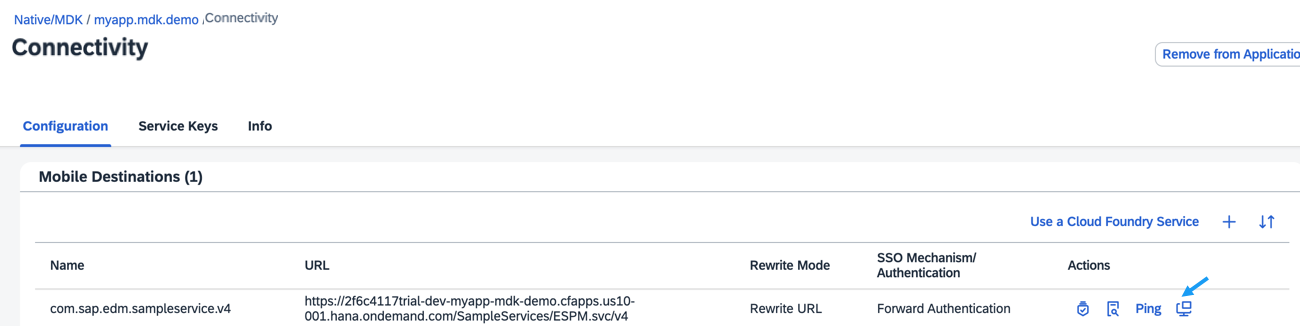 Native/MDK / myapp.mdk.demo /Connectivity
Connectivity
Remove from Applicatio
Configuration
Service Keys
Info
Mobile Destinations (1)
Use a Cloud Foundry Service
Name
URL
Rewrite Mode
SSO Mechanism/
Authentication
Actions
com.sap.edm.sampleservice.v4
https://2f6c4117trial-dev-myapp-mdk-demo.cfapps.us10-
001.hana.ondemand.com/SampleServices/ESPM.svc/v4
Rewrite URL
Forward Authentication
Ping